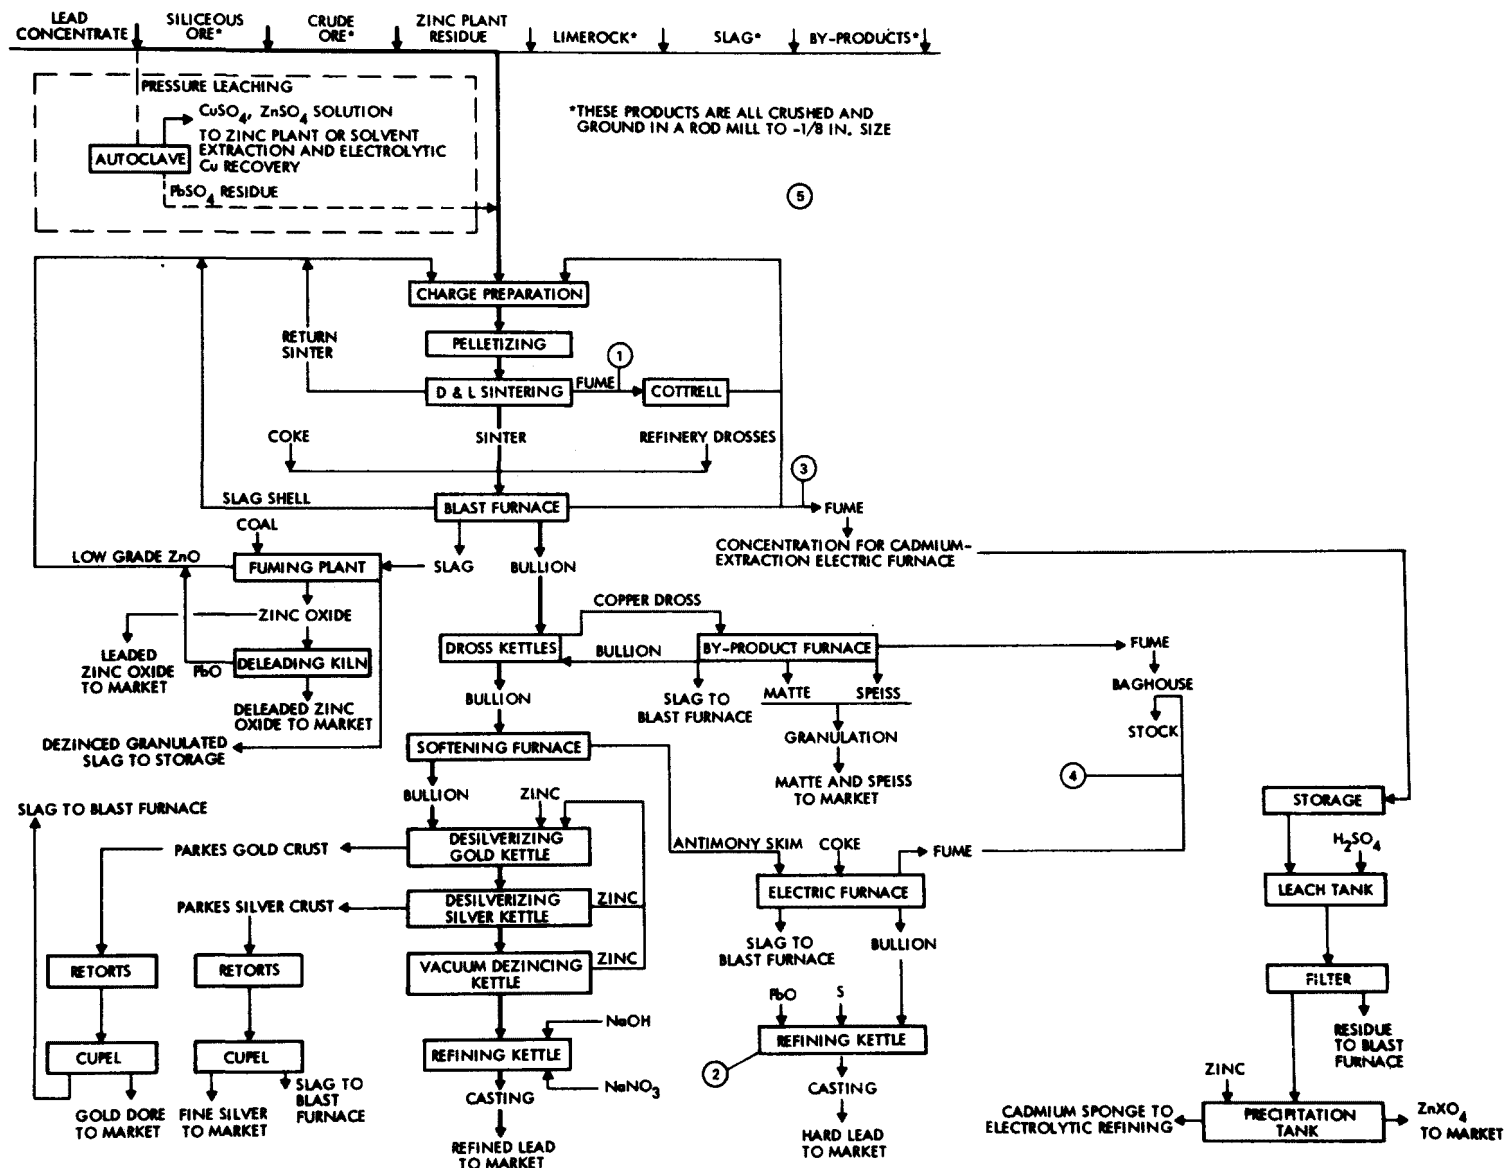 LEAD
CONCENTRATE
SILICEOUS
ORE*
CRUDE
ORE*
ZINC PLANT
RESIDUE
LIMEROCK*
SLAG*
BY-PRODUCTS*
PRESSURE LEACHING
CuSO4, ZnSO4 SOLUTION
TO ZINC PLANT OR SOLVENT
EXTRACTION AND ELECTROLYTIC
Cu RECOVERY
AUTOCLAVE
PbSO4 RESIDUE
*THESE PRODUCTS ARE ALL CRUSHED AND
GROUND IN A ROD MILL TO -1/8 IN. SIZE
5
CHARGE PREPARATION
RETURN
SINTER
PELLETIZING
1
D & L SINTERING
FUME
COTTRELL
COKE
SINTER
REFINERY DROSSES
3
SLAG SHELL
BLAST FURNACE
FUME
COAL
CONCENTRATION FOR CADMIUM-
EXTRACTION ELECTRIC FURNACE
LOW GRADE ZnO
FUMING PLANT
SLAG
BULLION
ZINC OXIDE
COPPER DROSS
DROSS KETTLES
BULLION
BY-PRODUCT FURNACE
FUME
LEADED
ZINC OXIDE
TO MARKET
PbO
DELEADING KILN
BAGHOUSE
BULLION
SLAG TO
BLAST FURNACE
MATTE
SPEISS
DELEADED ZINC
OXIDE TO MARKET
STOCK
DEZINCED GRANULATED
SLAG TO STORAGE
SOFTENING FURNACE
GRANULATION
4
MATTE AND SPEISS
TO MARKET
SLAG TO BLAST FURNACE
BULLION
ZINC
STORAGE
PARKES GOLD CRUST
DESILVERIZING
GOLD KETTLE
ANTIMONY SKIM
COKE
FUME
H2SO4
PARKES SILVER CRUST
DESILVERIZING
SILVER KETTLE
ZINC
ELECTRIC FURNACE
LEACH TANK
SLAG TO
BLAST FURNACE
BULLION
RETORTS
RETORTS
VACUUM DEZINCING
KETTLE
ZINC
FILTER
PbO
S
NaOH
RESIDUE
TO BLAST
FURNACE
CUPEL
CUPEL
REFINING KETTLE
REFINING KETTLE
2
NaNO3
ZINC
GOLD DORE
TO MARKET
FINE SILVER
TO MARKET
SLAG TO
BLAST
FURNACE
CASTING
CASTING
CADMIUM SPONGE TO
ELECTROLYTIC REFINING
PRECIPITATION
TANK
ZnXO4
TO MARKET
REFINED LEAD
TO MARKET
HARD LEAD
TO MARKET